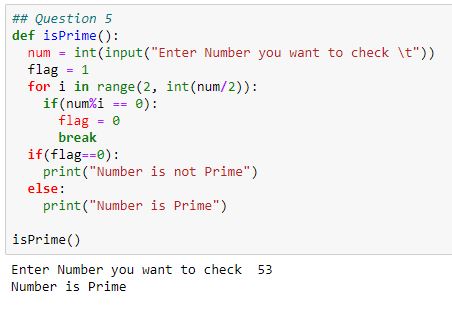 ## Question 5
def isPrime():
  num = int(input("Enter Number you want to check \t"))
  flag = 1
  for i in range(2, int(num/2)):
    if(num%i == 0):
      flag = 0
      break
  if(flag==0):
    print("Number is not Prime")
  else:
    print("Number is Prime")
isPrime()
Enter Number you want to check  53
Number is Prime